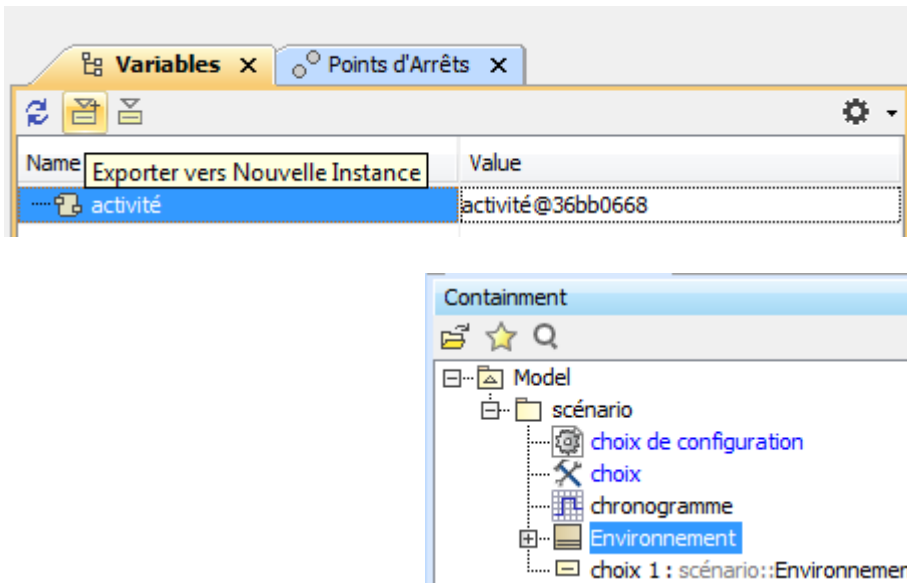 Variables x Points d'Arrêts x
Name Value
Exporter vers Nouvelle Instance
activité activité@36bb0668
Containment
Model
scénario
choix de configuration
choix
chronogramme
Environnement
choix 1 : scénario::Environnemen